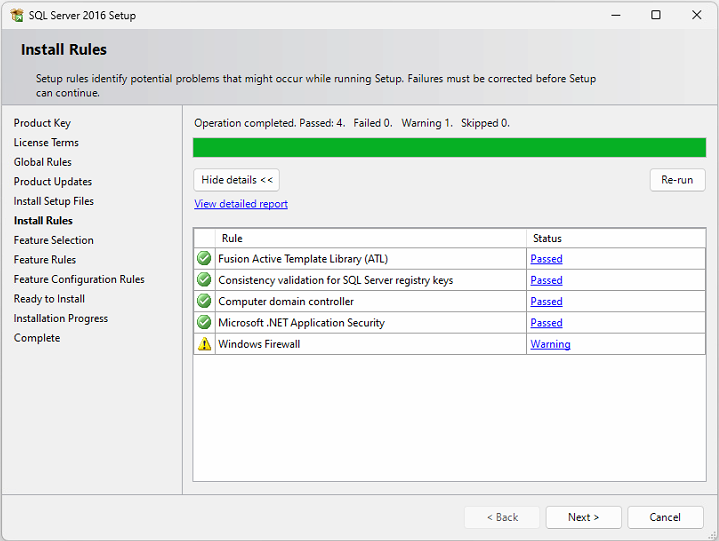 SQL Server 2016 Setup
Install Rules
Setup rules identify potential problems that might occur while running Setup. Failures must be corrected before Setup
can continue.
Product Key
License Terms
Global Rules
Product Updates
Install Setup Files
Install Rules
Feature Selection
Feature Rules
Feature Configuration Rules
Ready to Install
Installation Progress
Complete
Operation completed. Passed: 4.   Failed 0.   Warning 1.   Skipped 0.
Hide details <<
Re-run
View detailed report
Rule Status
Fusion Active Template Library (ATL) Passed
Consistency validation for SQL Server registry keys Passed
Computer domain controller Passed
Microsoft .NET Application Security Passed
Windows Firewall Warning
< Back Next > Cancel